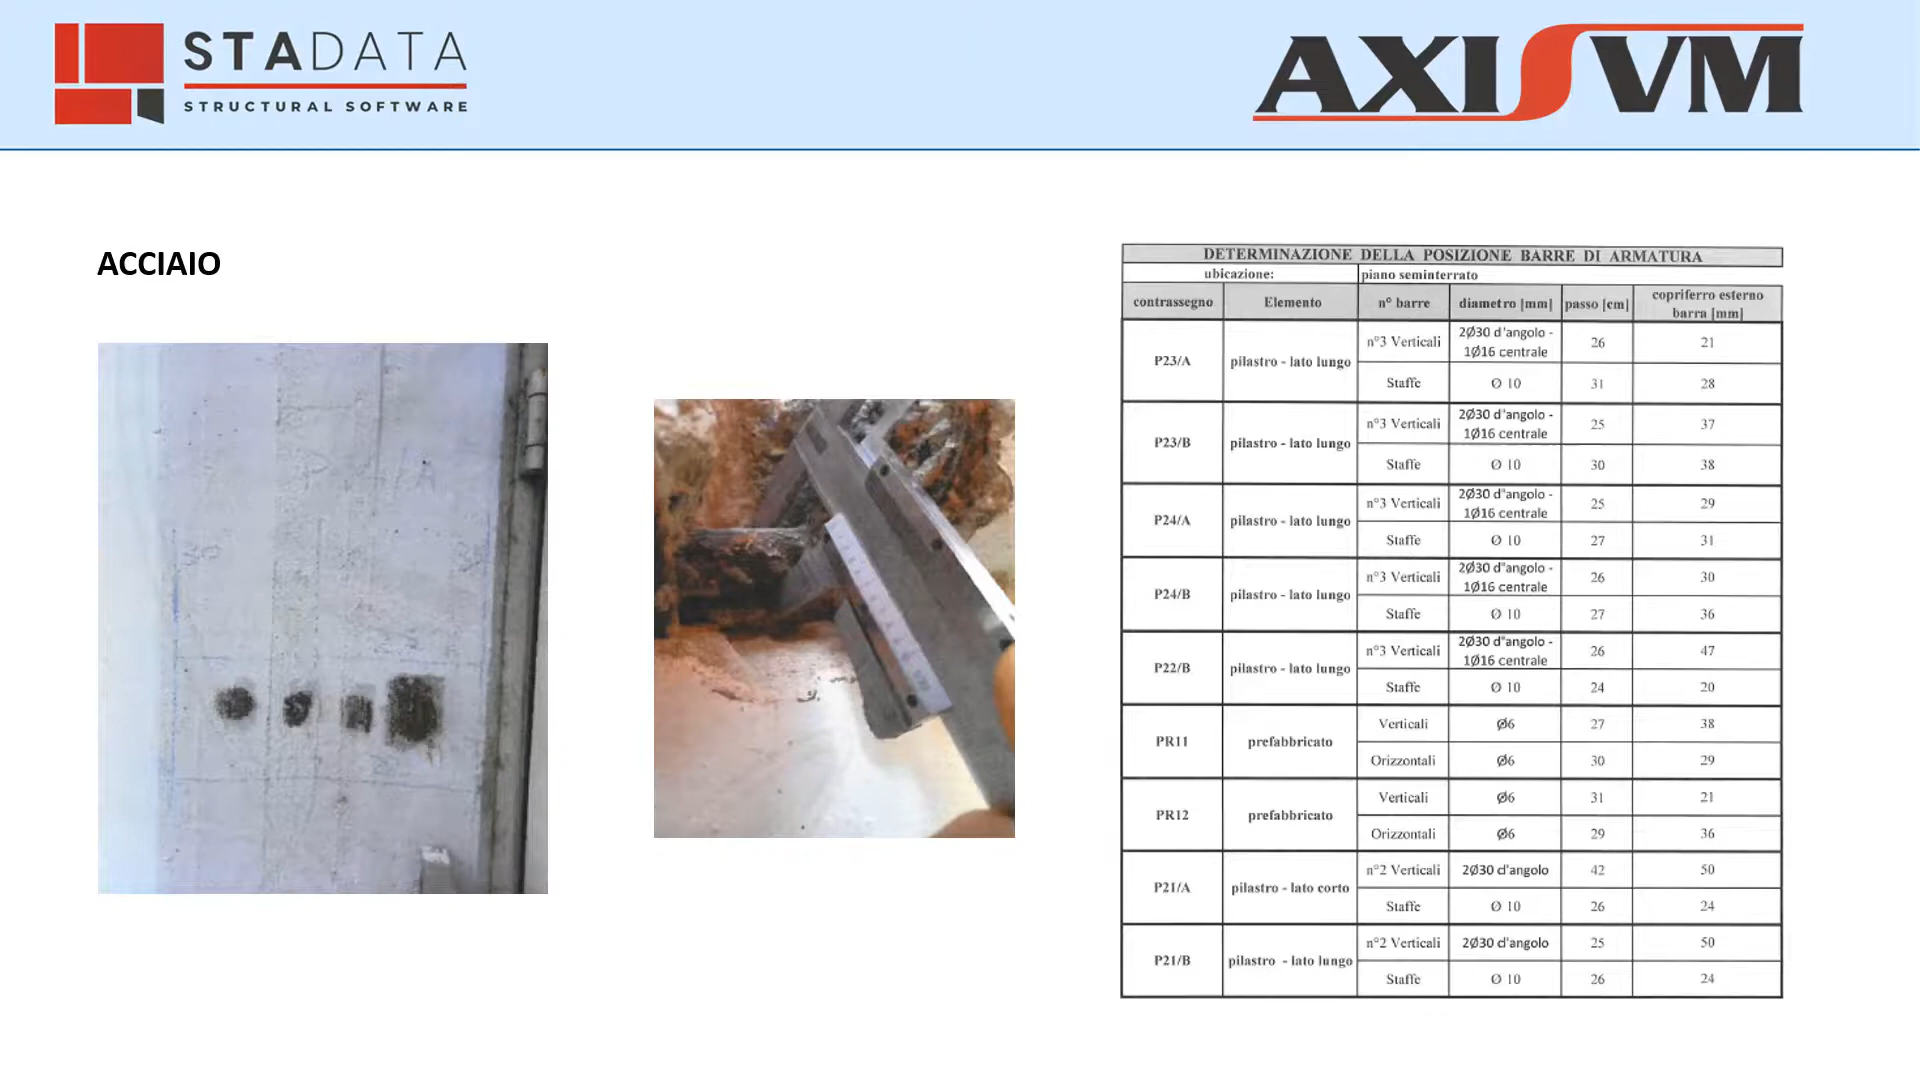 STADATA
STRUCTURAL SOFTWARE
AXISVM
ACCIAIO
DETERMINAZIONE DELLA POSIZIONE BARRE DI ARMATURA
ubicazione: piano seminterrato
contrassegno Elemento n° barre diametro [mm] passo [cm] copriferro esterno
barra [mm]
P23/A pilastro - lato lungo n°3 Verticali 2Ø30 d'angolo -
1Ø16 centrale 26 21
Staffe Ø 10 31 28
P23/B pilastro - lato lungo n°3 Verticali 2Ø30 d'angolo -
1Ø16 centrale 25 37
Staffe Ø 10 30 38
P24/A pilastro - lato lungo n°3 Verticali 2Ø30 d'angolo -
1Ø16 centrale 25 29
Staffe Ø 10 27 31
P24/B pilastro - lato lungo n°3 Verticali 2Ø30 d'angolo -
1Ø16 centrale 26 30
Staffe Ø 10 27 36
P22/B pilastro - lato lungo n°3 Verticali 2Ø30 d'angolo -
1Ø16 centrale 26 47
Staffe Ø 10 24 20
PR11 prefabbricato Verticali Ø6 27 38
Orizzontali Ø6 30 29
PR12 prefabbricato Verticali Ø6 31 21
Orizzontali Ø6 29 36
P21/A pilastro - lato corto n°2 Verticali 2Ø30 d'angolo 42 50
Staffe Ø 10 26 24
P21/B pilastro - lato lungo n°2 Verticali 2Ø30 d'angolo 25 50
Staffe Ø 10 26 24